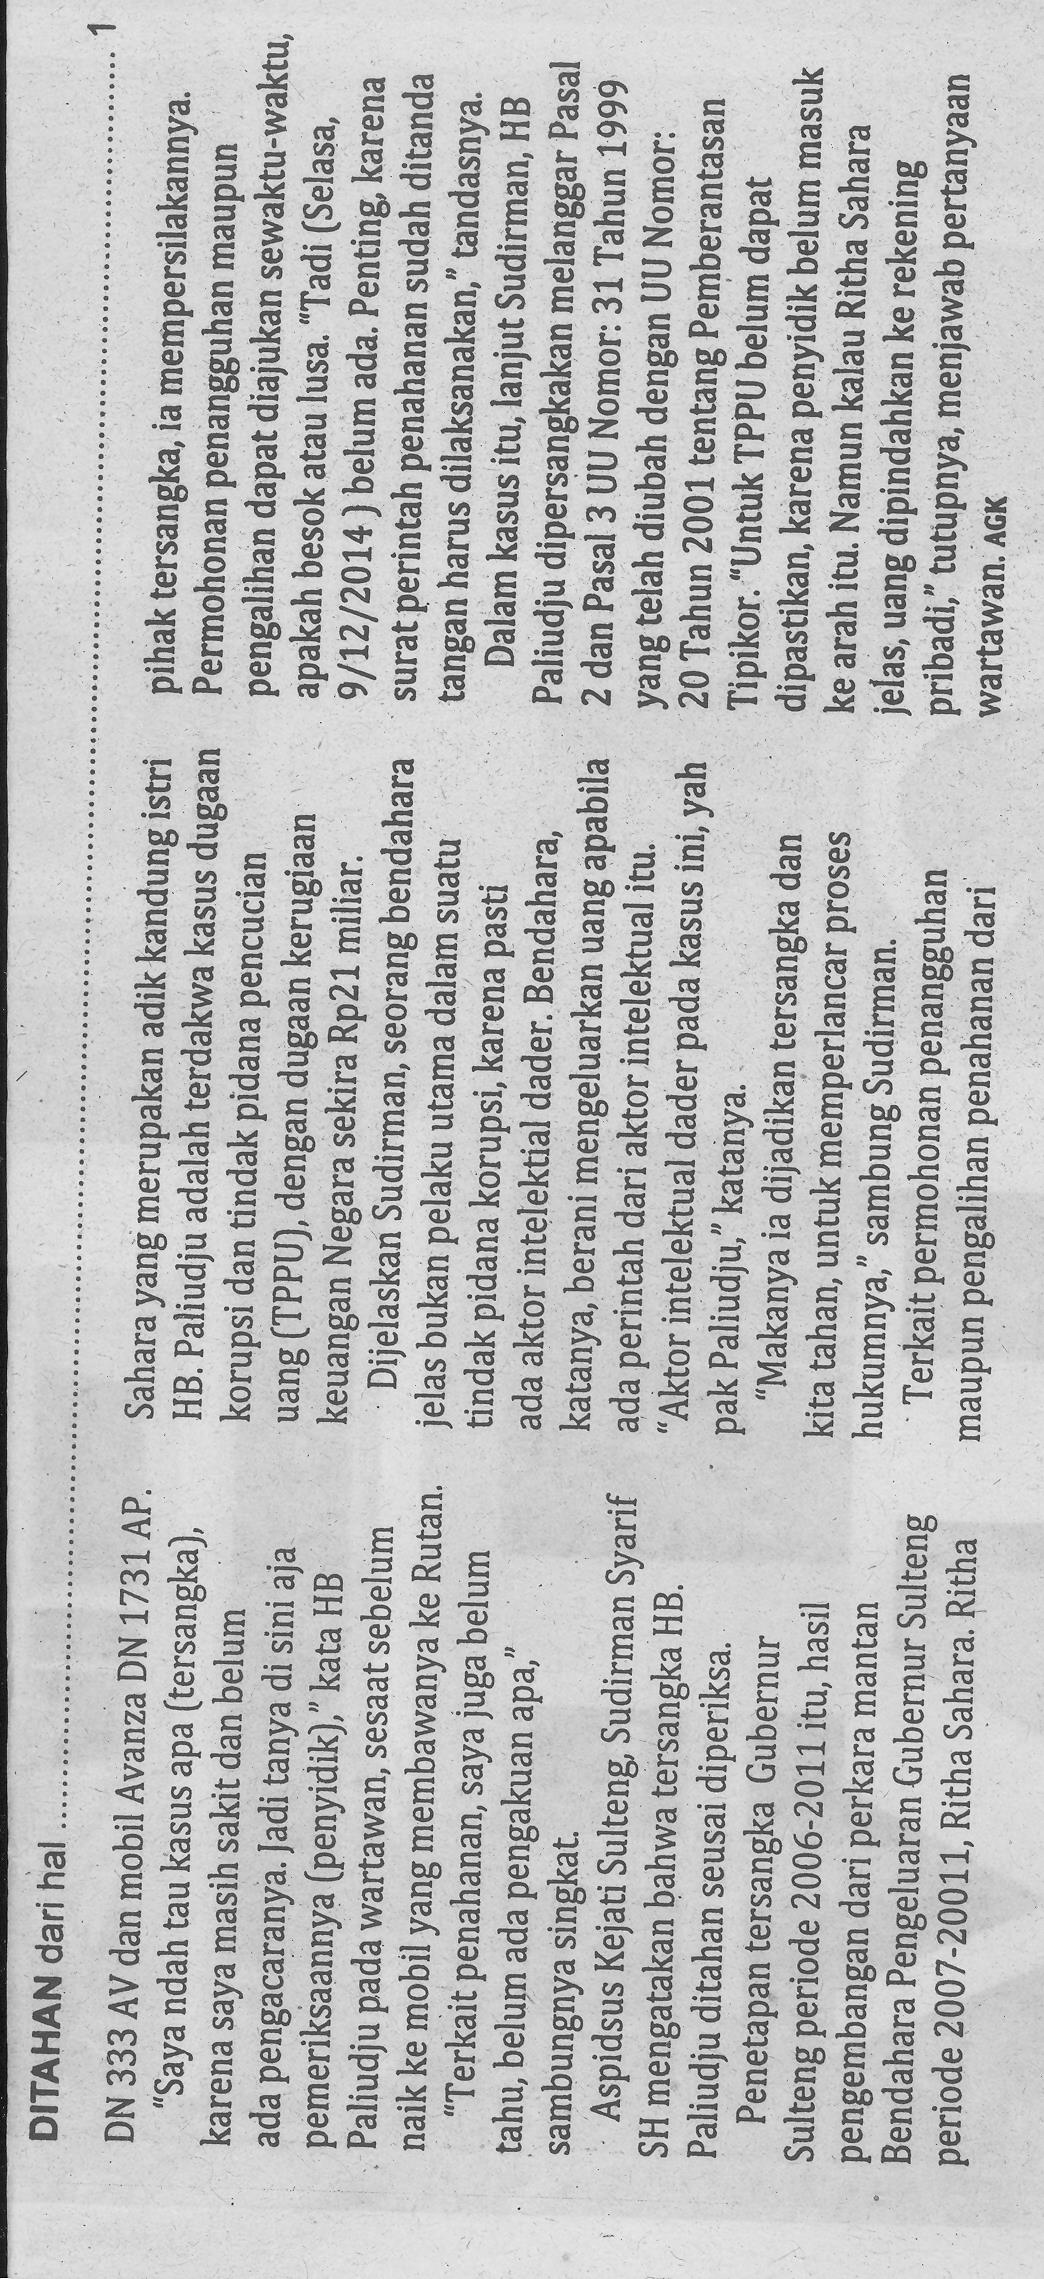 DITAHAN dari hal ........................................................ 1
DN 333 AV dan mobil Avanza DN 1731 AP.
“Saya ndah tau kasus apa (tersangka),
karena saya masih sakit dan belum
ada pengacaranya. Jadi tanya di sini aja
pemeriksaannya (penyidik),” kata HB
Paliudju pada wartawan, sesaat sebelum
naik ke mobil yang membawanya ke Rutan.
“Terkait penahanan, saya juga belum
tahu, belum ada pengakuan apa,”
sambungnya singkat.
Aspidsus Kejati Sulteng, Sudirman Syarif
SH mengatakan bahwa tersangka HB.
Paliudju ditahan seusai diperiksa.
Penetapan tersangka Gubernur
Sulteng periode 2006-2011 itu, hasil
pengembangan dari perkara mantan
Bendahara Pengeluaran Gubernur Sulteng
periode 2007-20011, Ritha Sahara. Ritha
Sahara yang merupakan adik kandung istri
HB. Paliudju adalah terdakwa kasus dugaan
korupsi dan tindak pidana pencucian
uang (TPPU), dengan dugaan kerugiaan
keuangan Negara sekira Rp21 miliar.
Dijelaskan Sudirman, seorang bendahara
jelas bukan pelaku utama dalam suatu
tindak pidana korupsi, karena pasti
ada aktor intelektial dader. Bendahara,
katanya, berani mengeluarkan uang apabila
ada perintah dari aktor intelektual itu.
“Aktor intelektual dader pada kasus ini, yah
pak Paliudju,” katanya.
“Makanya ia dijadikan tersangka dan
kita tahan, untuk memperlancar proses
hukumnya,” sambung Sudirman.
Terkait permohonan penangguhan
maupun pengalihan penahanan dari
pihak tersangka, ia mempersilakannya.
Permohonan penangguhan maupun
pengalihan dapat diajukan sewaktu-waktu,
apakah besok atau lusa. “Tadi (Selasa,
9/12/2014 ) belum ada. Penting, karena
surat perintah penahanan sudah ditanda
tangan harus dilaksanakan,” tandasnya.
Dalam kasus itu, lanjut Sudirman, HB
Paliudju dipersangkakan melanggar Pasal
2 dan Pasal 3 UU Nomor: 31 Tahun 1999
yang telah diubah dengan UU Nomor:
20 Tahun 2001 tentang Pemberantasan
Tipikor. “Untuk TPPU belum dapat
dipastikan, karena penyidik belum masuk
ke arah itu. Namun kalau Ritha Sahara
jelas, uang dipindahkan ke rekening
pribadi,” tutupnya, menjawab pertanyaan
wartawan. AGK